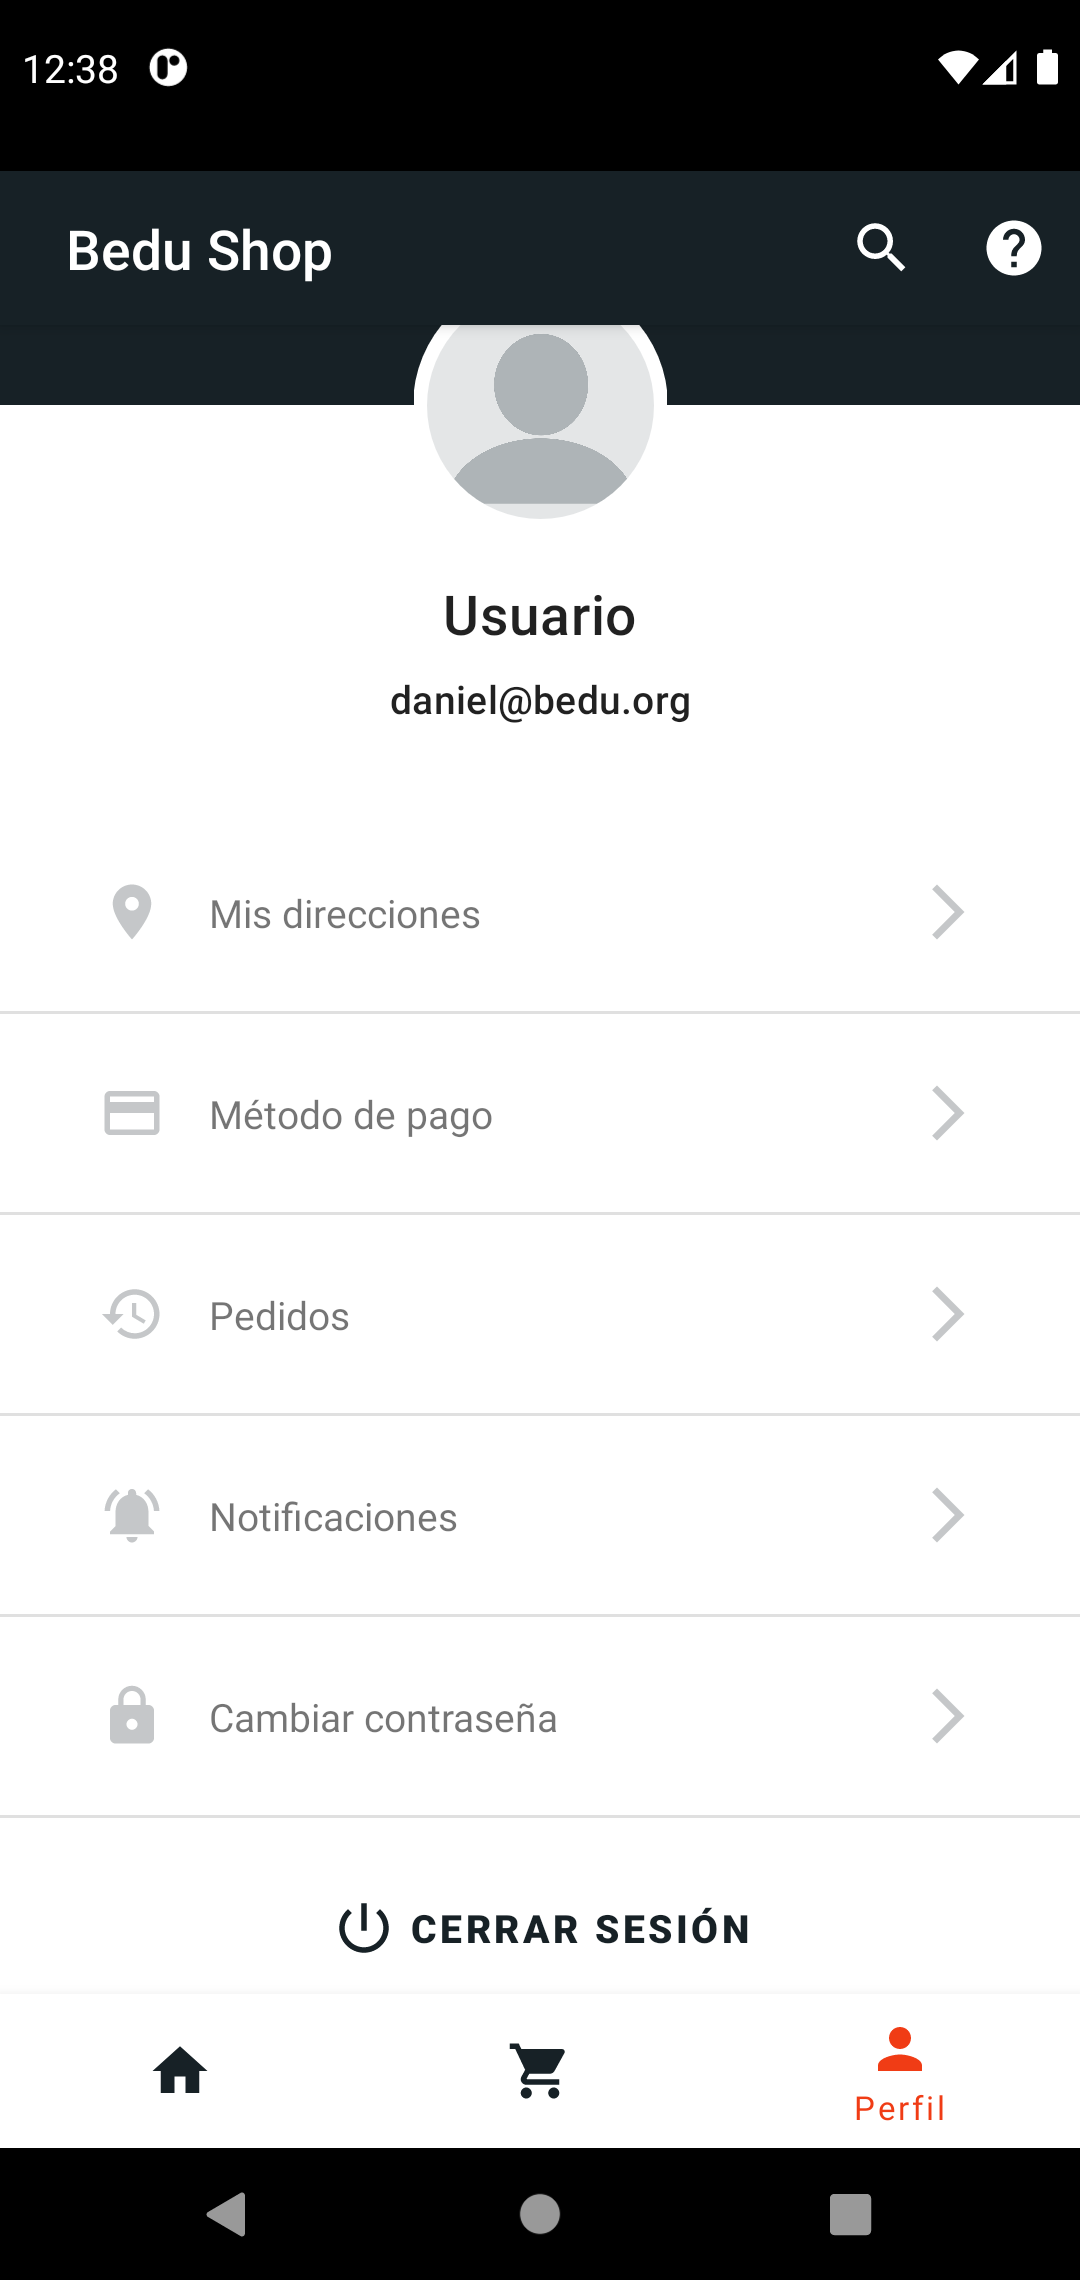 12:38
Bedu Shop
Usuario
daniel@bedu.org
Mis direcciones
Método de pago
Pedidos
Notificaciones
Cambiar contraseña
CERRAR SESIÓN
Perfil